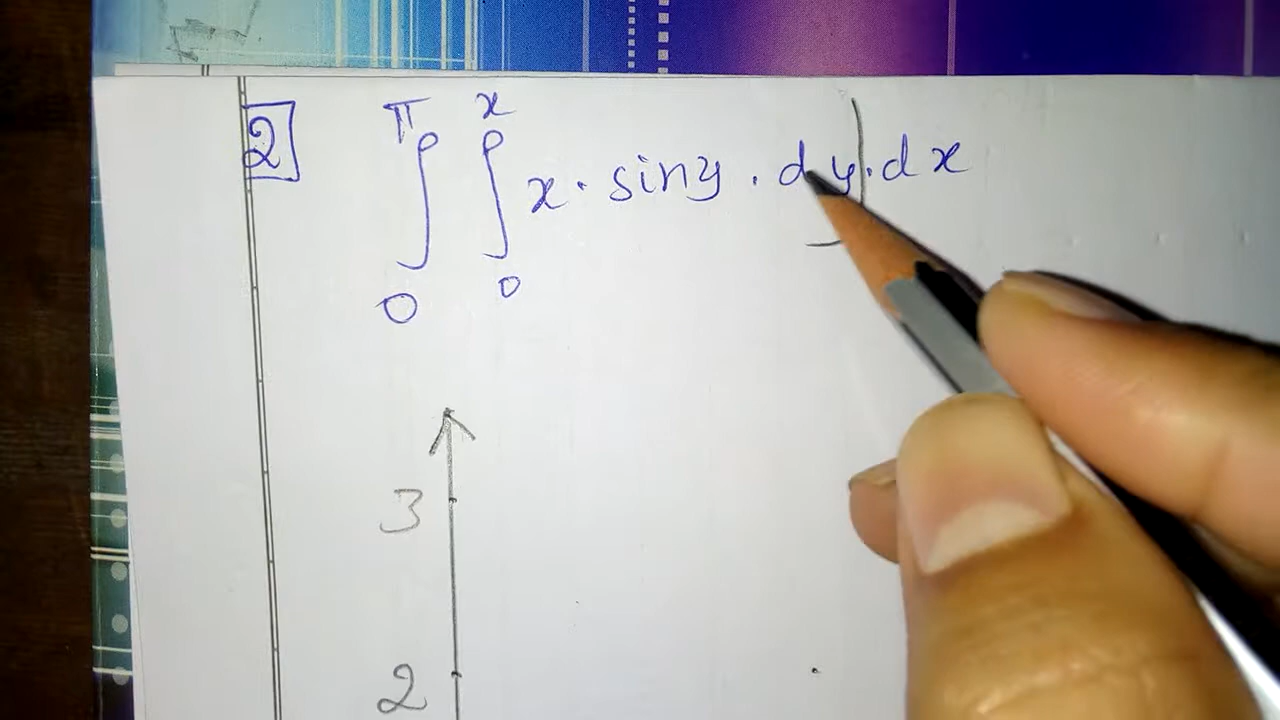 2
∫₀^π ∫₀^x x · sin y · dy · dx
3
2